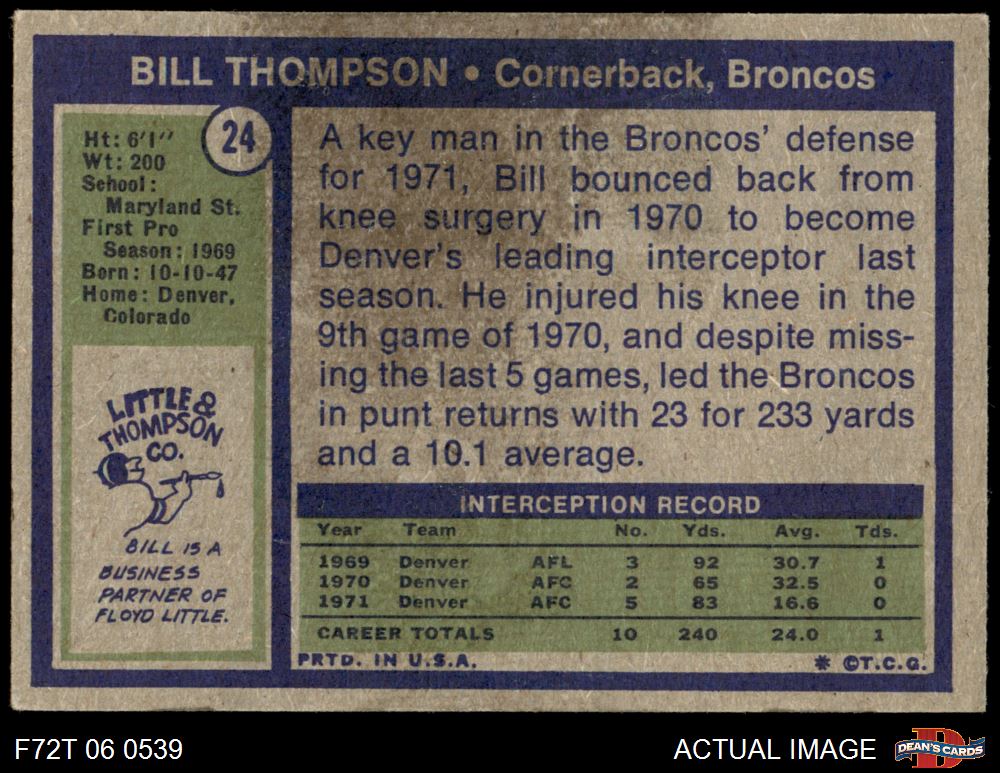 BILL THOMPSON • Cornerback, Broncos
24
Ht: 6'1"
Wt: 200
School:
Maryland St.
First Pro
Season: 1969
Born: 10-10-47
Home: Denver,
Colorado
LITTLE &
THOMPSON
CO.
BILL IS A
BUSINESS
PARTNER OF
FLOYD LITTLE.
A key man in the Broncos' defense
for 1971, Bill bounced back from
knee surgery in 1970 to become
Denver's leading interceptor last
season. He injured his knee in the
9th game of 1970, and despite miss-
ing the last 5 games, led the Broncos
in punt returns with 23 for 233 yards
and a 10.1 average.
INTERCEPTION RECORD
Year Team No. Yds. Avg. Tds.
1969 Denver AFL 3 92 30.7 1
1970 Denver AFC 2 65 32.5 0
1971 Denver AFC 5 83 16.6 0
CAREER TOTALS 10 240 24.0 1
PRTD. IN U.S.A. * ©T.C.G.
F72T 06 0539 ACTUAL IMAGE D DEAN'S CARDS